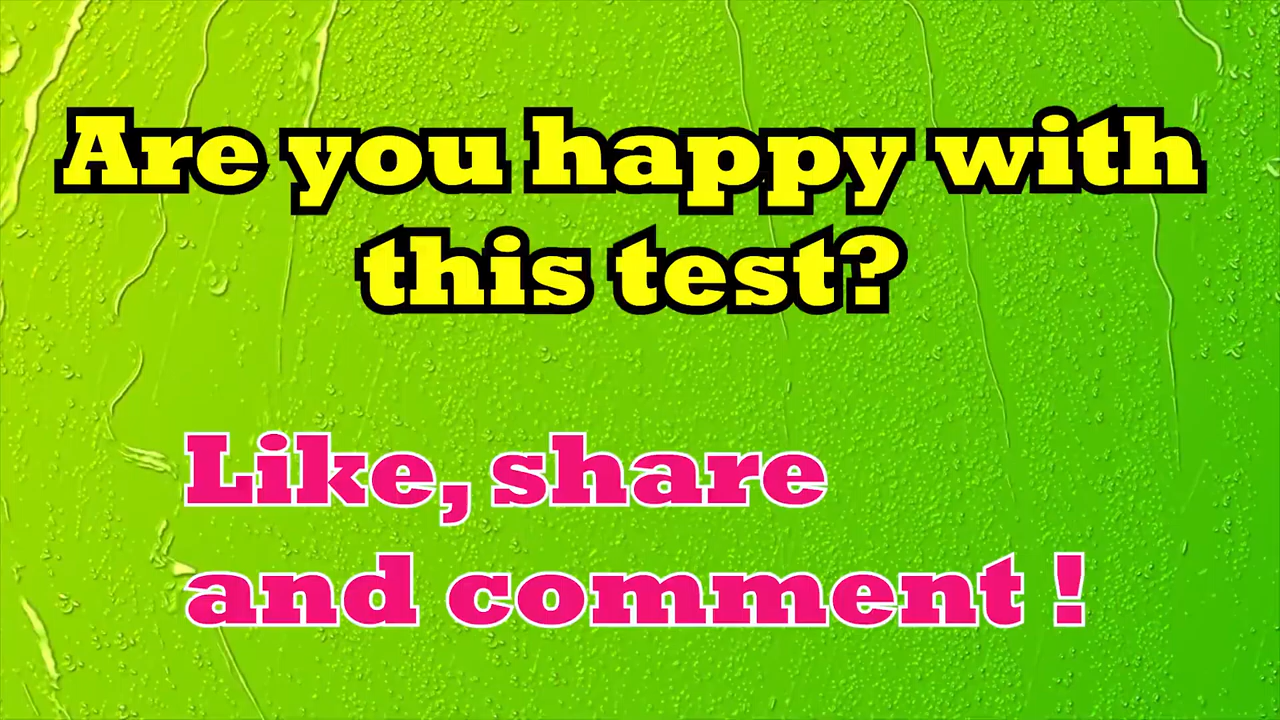 Are you happy with
this test?
Like, share
and comment !